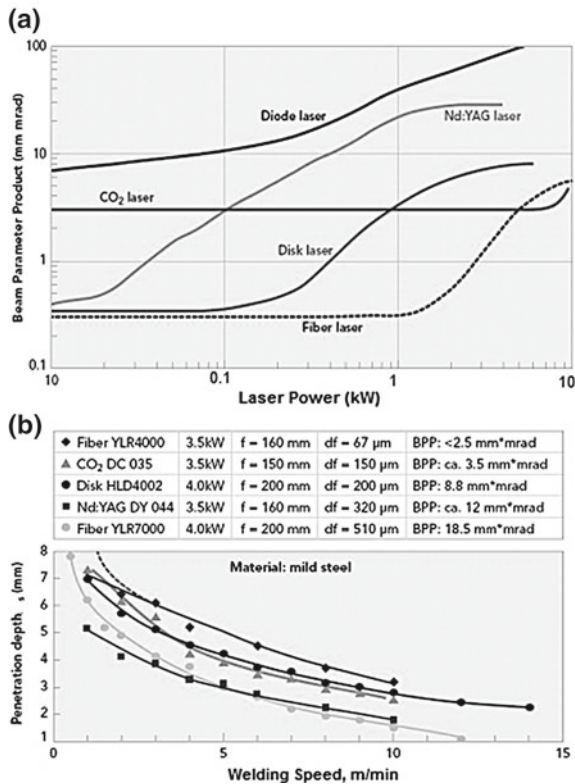 (a)
100
Beam Parameter Product (mm mrad)
10
1
0.1
Diode laser
Nd:YAG laser
CO₂ laser
Disk laser
Fiber laser
10
0.1
1
10
Laser Power (kW)
(b)
Fiber YLR4000 3.5kW f = 160 mm df = 67 µm BPP: <2.5 mm*mrad
CO₂ DC 035 3.5kW f = 150 mm df = 150 µm BPP: ca. 3.5 mm*mrad
Disk HLD4002 4.0kW f = 200 mm df = 200 µm BPP: 8.8 mm*mrad
Nd:YAG DY 044 3.5kW f = 160 mm df = 320 µm BPP: ca. 12 mm*mrad
Fiber YLR7000 4.0kW f = 200 mm df = 510 µm BPP: 18.5 mm*mrad
Material: mild steel
Penetration depth , s (mm)
8
7
6
5
4
3
2
1
0
5
10
15
Welding Speed, m/min